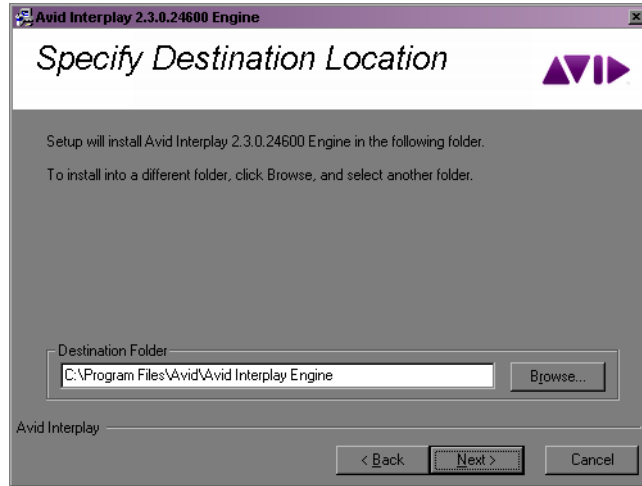 Avid Interplay 2.3.0.24600 Engine
Specify Destination Location
AVID
Setup will install Avid Interplay 2.3.0.24600 Engine in the following folder.
To install into a different folder, click Browse, and select another folder.
Destination Folder
C:\Program Files\Avid\Avid Interplay Engine
Browse...
Avid Interplay
< Back
Next >
Cancel